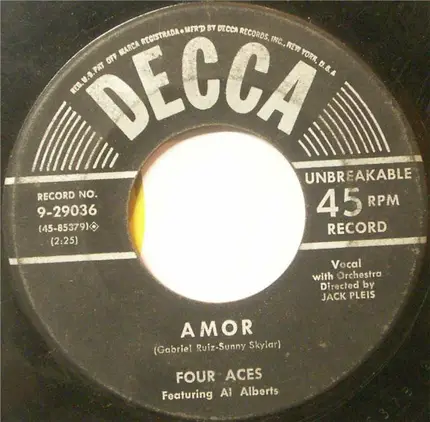 REG. U.S. PAT. OFF. MARCA REGISTRADA • MFR'D BY DECCA RECORDS, INC., NEW YORK, U.S.A.
DECCA
RECORD NO.
9-29036
(45-85379)
(2:25)
UNBREAKABLE
45 RPM
RECORD
Vocal
with Orchestra
Directed by
JACK PLEIS
AMOR
(Gabriel Ruiz-Sunny Skylar)
FOUR ACES
Featuring Al Alberts